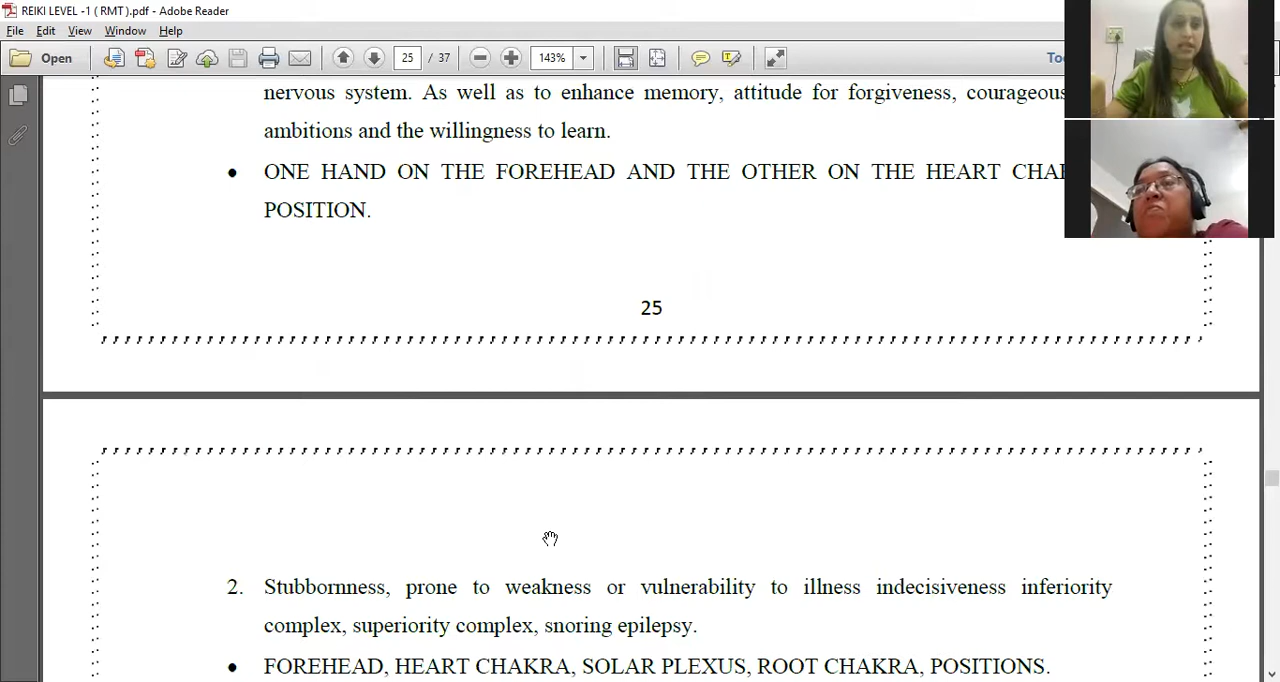 REIKI LEVEL -1 ( RMT ).pdf - Adobe Reader
File Edit View Window Help
Open 25 / 37 143%
nervous system. As well as to enhance memory, attitude for forgiveness, courageous
ambitions and the willingness to learn.
• ONE HAND ON THE FOREHEAD AND THE OTHER ON THE HEART
POSITION.
25
2. Stubbornness, prone to weakness or vulnerability to illness indecisiveness inferiority
complex, superiority complex, snoring epilepsy.
• FOREHEAD, HEART CHAKRA, SOLAR PLEXUS, ROOT CHAKRA, POSITIONS.